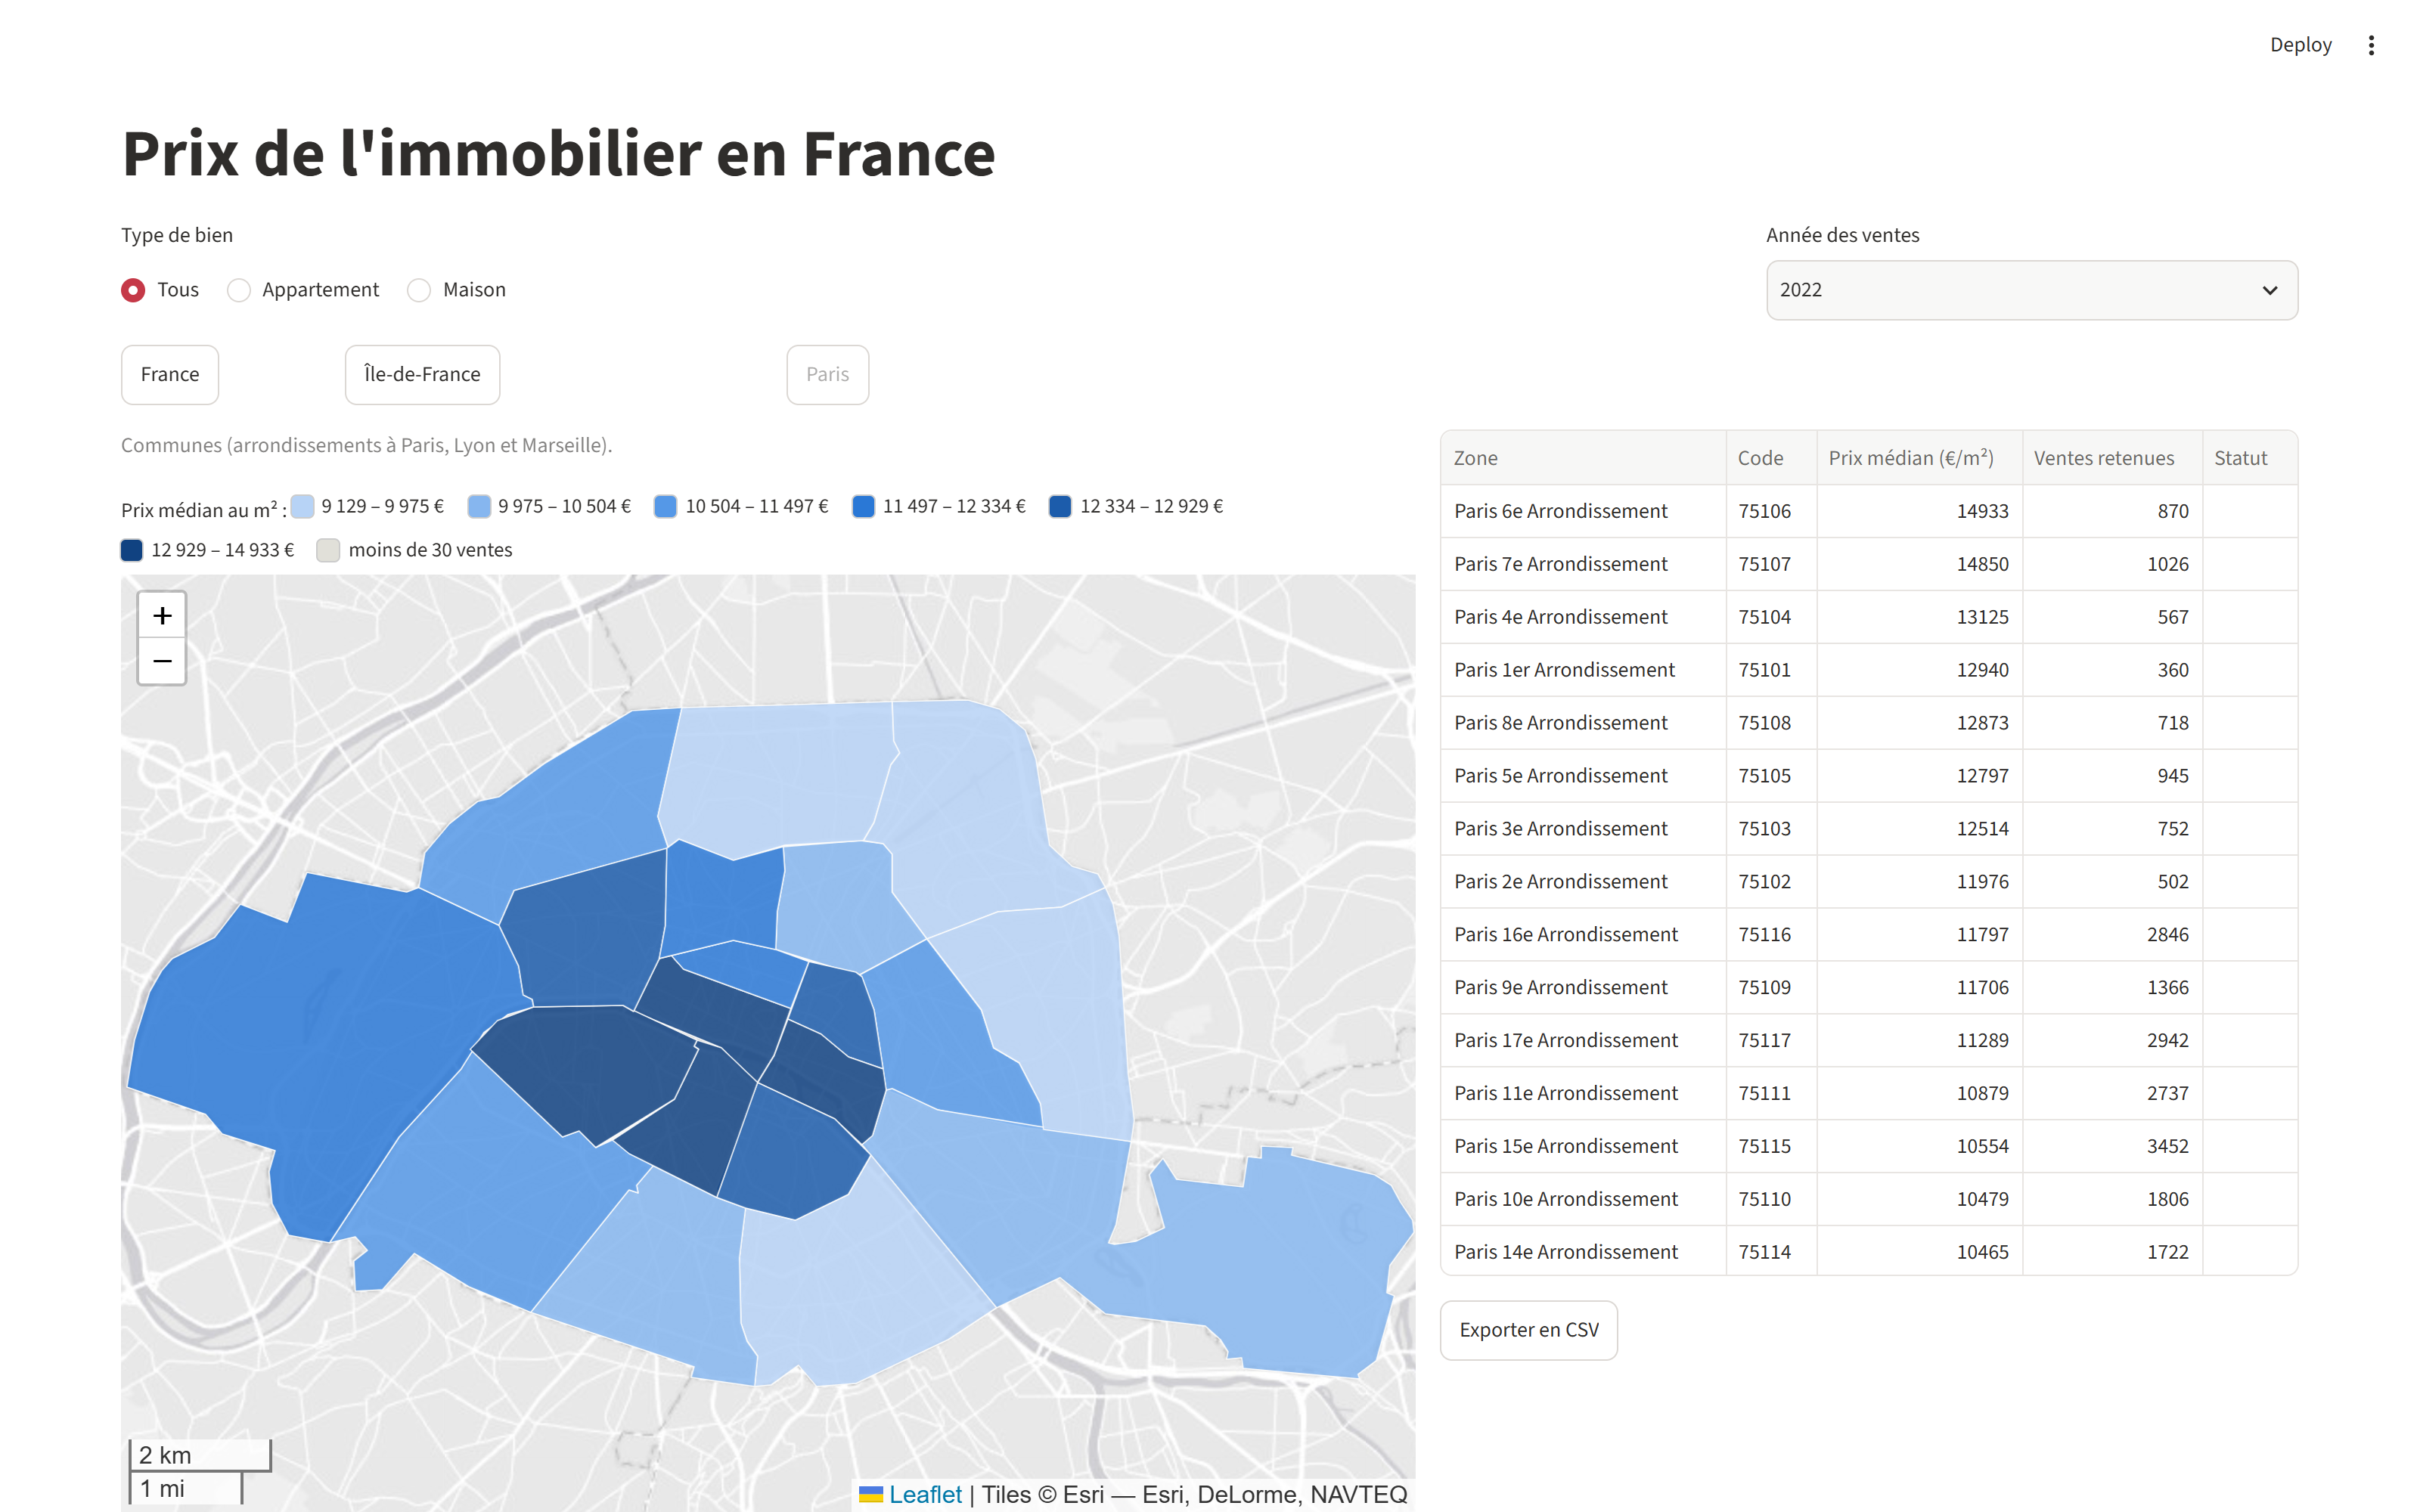 Deploy
Prix de l'immobilier en France
Type de bien
Tous Appartement Maison
Année des ventes
2022
France Île-de-France Paris
Communes (arrondissements à Paris, Lyon et Marseille).
Prix médian au m² : 9 129 – 9 975 € 9 975 – 10 504 € 10 504 – 11 497 € 11 497 – 12 334 € 12 334 – 12 929 €
12 929 – 14 933 € moins de 30 ventes
+
−
2 km
1 mi
Leaflet | Tiles © Esri — Esri, DeLorme, NAVTEQ
Zone Code Prix médian (€/m²) Ventes retenues Statut
Paris 6e Arrondissement 75106 14933 870
Paris 7e Arrondissement 75107 14850 1026
Paris 4e Arrondissement 75104 13125 567
Paris 1er Arrondissement 75101 12940 360
Paris 8e Arrondissement 75108 12873 718
Paris 5e Arrondissement 75105 12797 945
Paris 3e Arrondissement 75103 12514 752
Paris 2e Arrondissement 75102 11976 502
Paris 16e Arrondissement 75116 11797 2846
Paris 9e Arrondissement 75109 11706 1366
Paris 17e Arrondissement 75117 11289 2942
Paris 11e Arrondissement 75111 10879 2737
Paris 15e Arrondissement 75115 10554 3452
Paris 10e Arrondissement 75110 10479 1806
Paris 14e Arrondissement 75114 10465 1722
Exporter en CSV